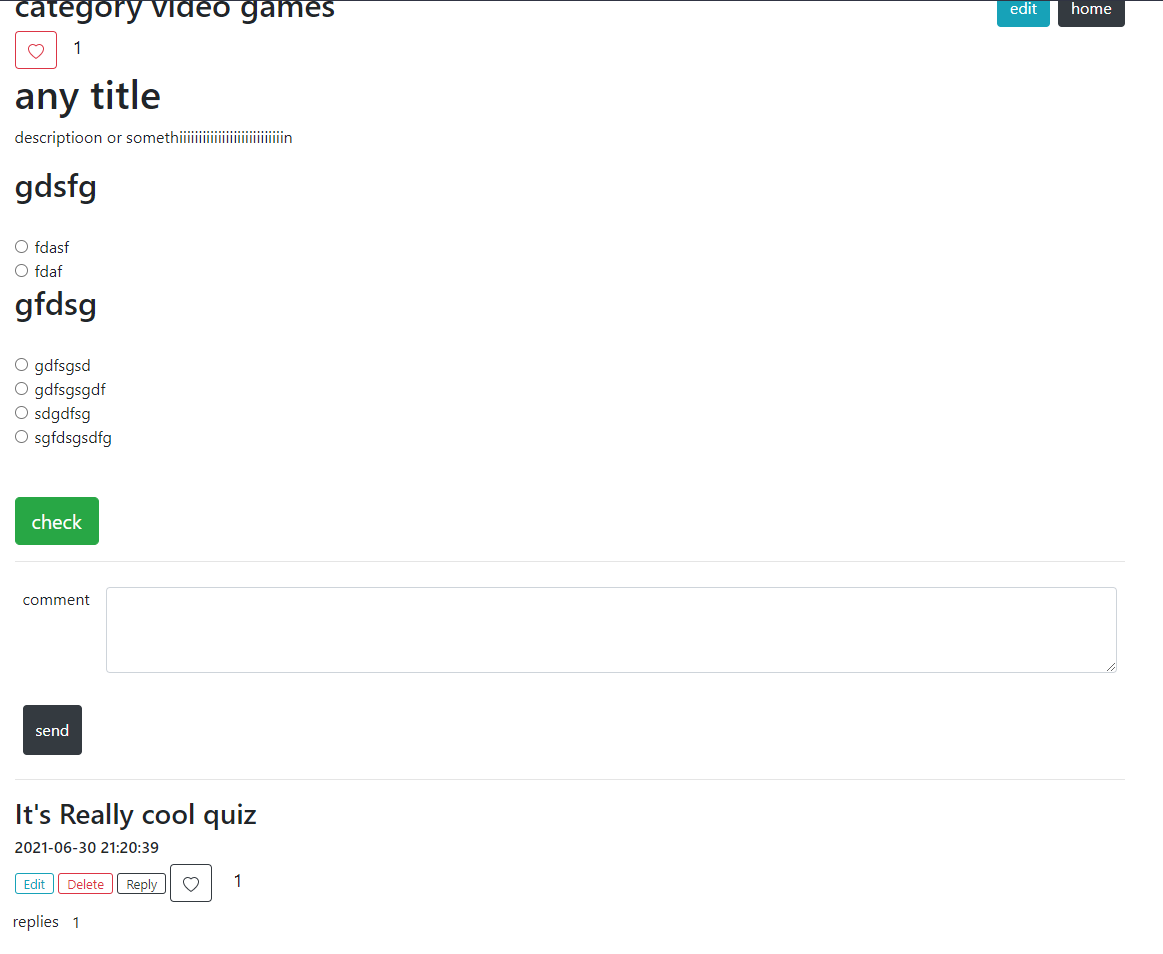 category video games
edit home
1
any title
descriptioon or somethiiiiiiiiiiiiiiiiiiiiiiiiiin
gdsfg
fdasf
fdaf
gfdsg
gdfsgsd
gdfsgsgdf
sdgdfsg
sgfdsgsdfg
check
comment
send
It's Really cool quiz
2021-06-30 21:20:39
Edit Delete Reply 1
replies 1